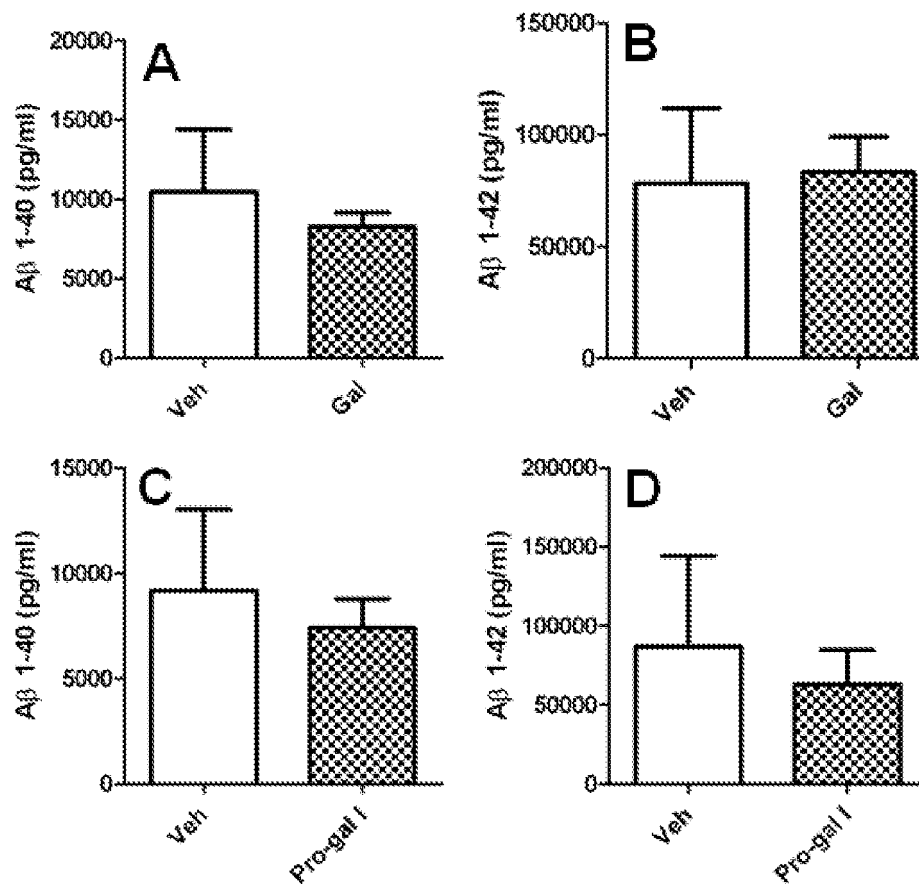 A
Aβ 1-40 (pg/ml)
20000
15000
10000
5000
0
Veh
Gal
B
Aβ 1-42 (pg/ml)
150000
100000
50000
0
Veh
Gal
C
Aβ 1-40 (pg/ml)
15000
10000
5000
0
Veh
Pro-gal I
D
Aβ 1-42 (pg/ml)
200000
150000
100000
50000
0
Veh
Pro-gal I